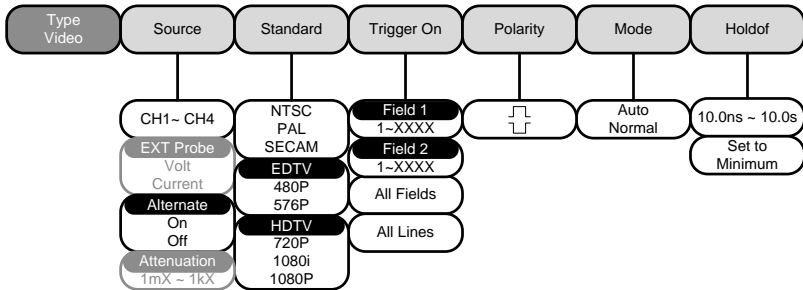 Type
Video
Source
Standard
Trigger On
Polarity
Mode
Holdof
CH1~ CH4
EXT Probe
Volt
Current
Alternate
On
Off
Attenuation
1mX ~ 1kX
NTSC
PAL
SECAM
EDTV
480P
576P
HDTV
720P
1080i
1080P
Field 1
1~XXXX
Field 2
1~XXXX
All Fields
All Lines
Auto
Normal
10.0ns ~ 10.0s
Set to
Minimum